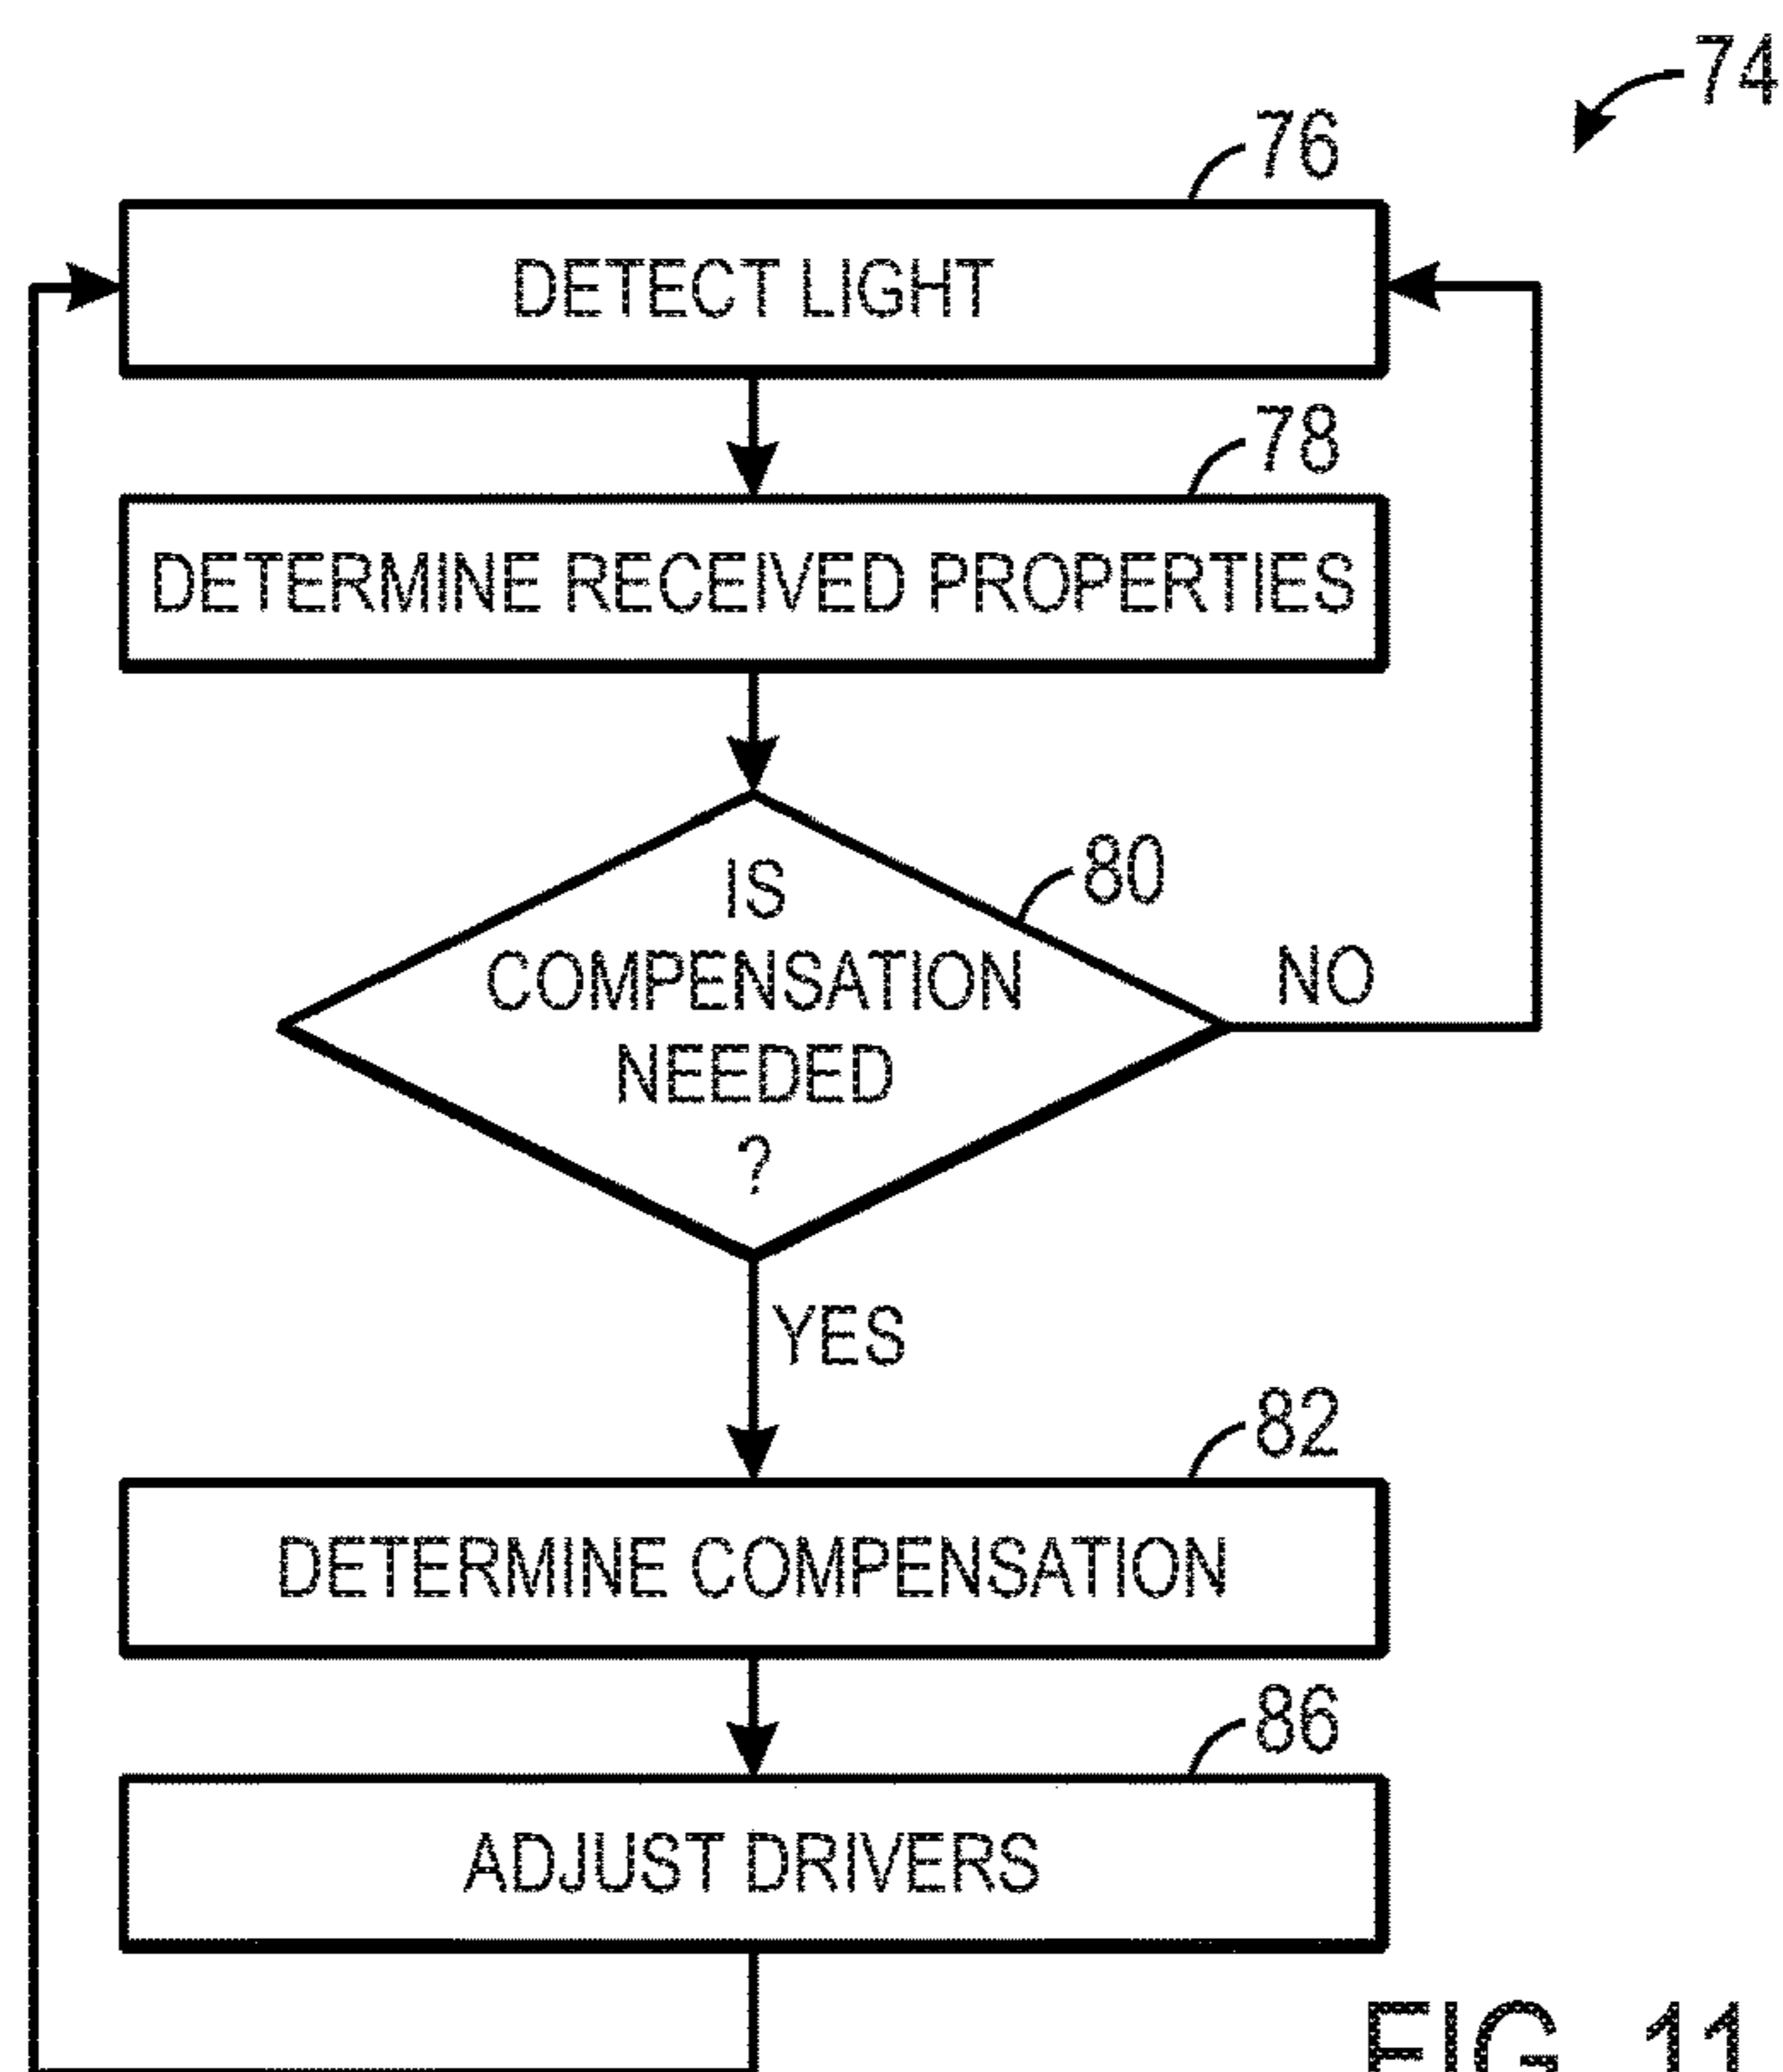 74
76
DETECT LIGHT
78
DETERMINE RECEIVED PROPERTIES
80
IS
COMPENSATION
NEEDED
?
NO
YES
82
DETERMINE COMPENSATION
86
ADJUST DRIVERS
FIG. 11